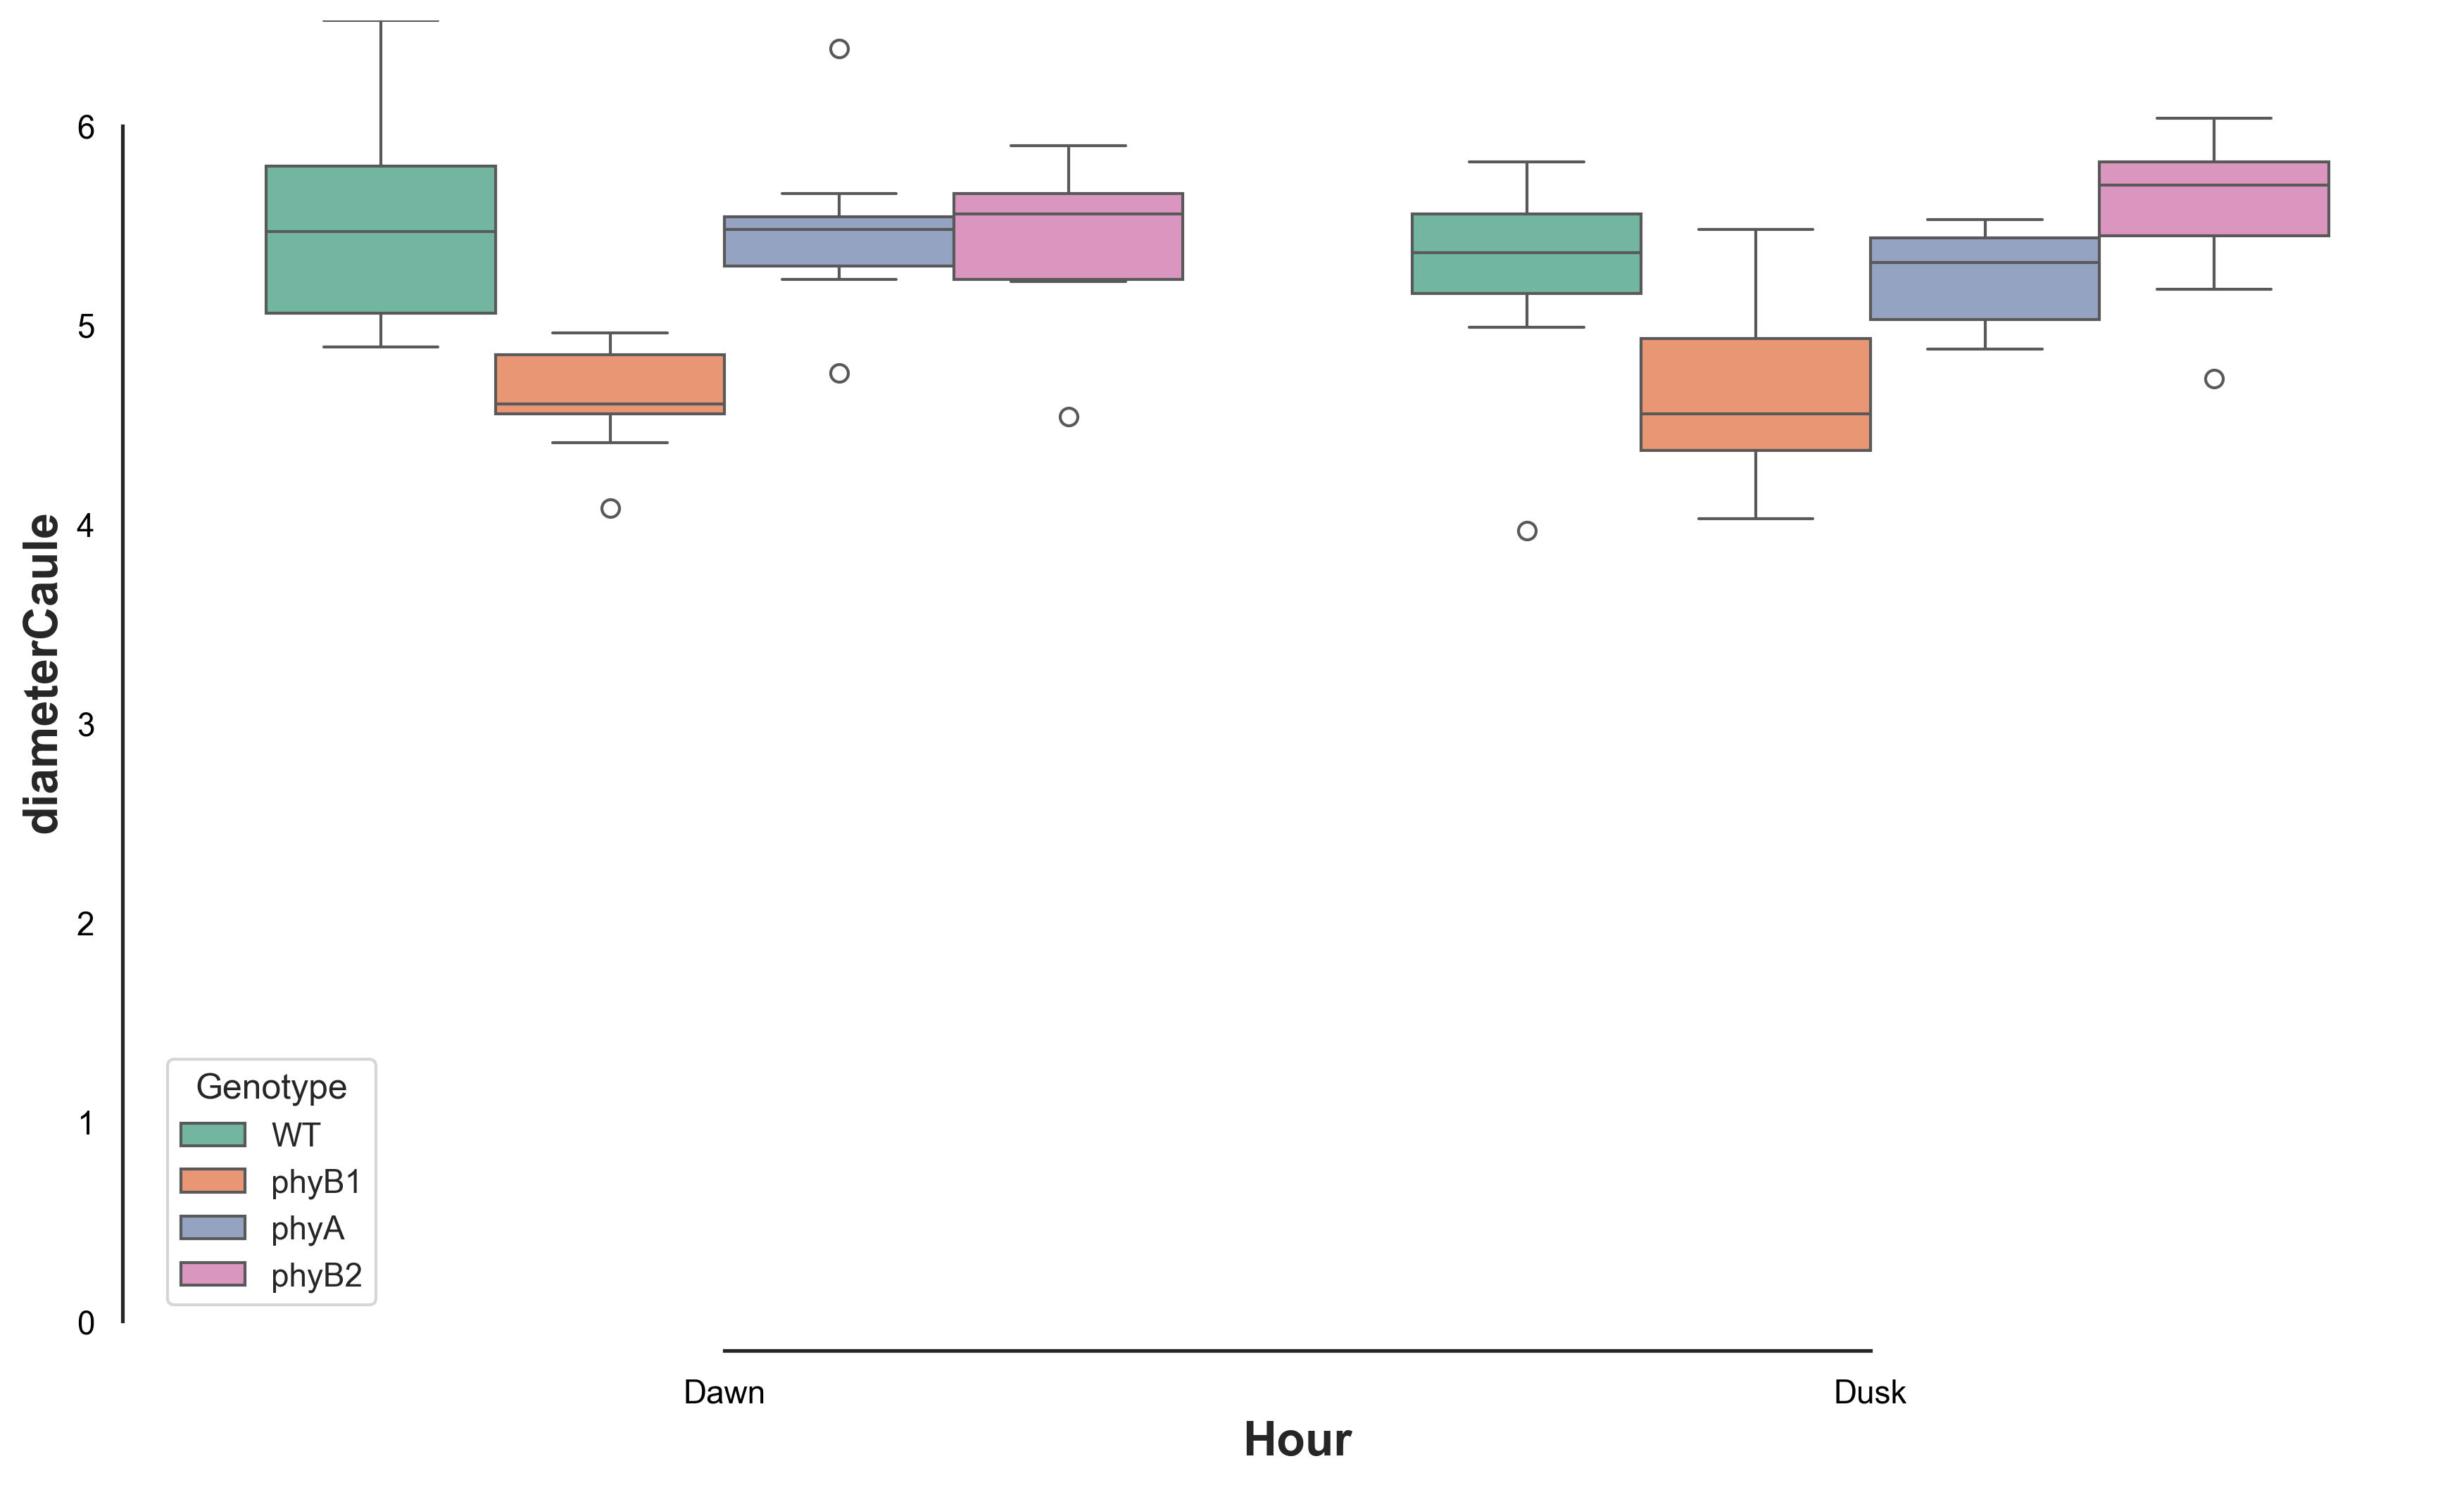 6
5
4
3
2
1
0
diameterCaule
Genotype
WT
phyB1
phyA
phyB2
Dawn
Dusk
Hour